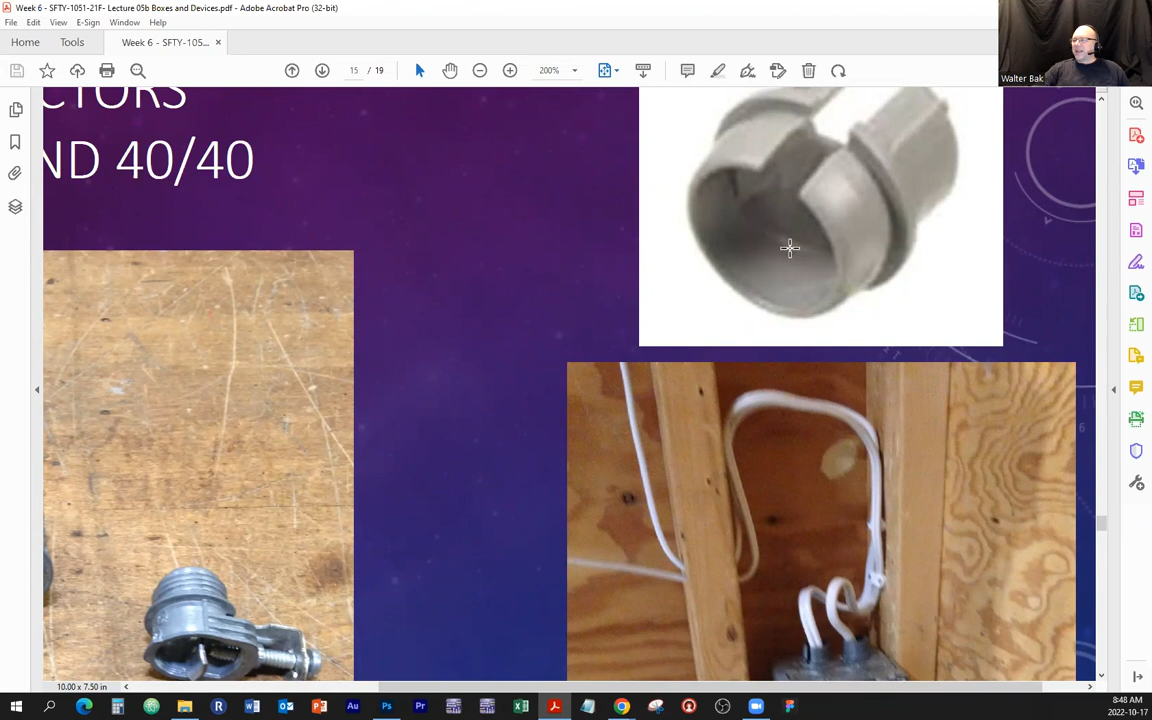 Week 6 - SFTY-1051-21F- Lecture 05b Boxes and Devices.pdf - Adobe Acrobat Pro (32-bit)
File Edit View E-Sign Window Help
Home Tools Week 6 - SFTY-105... ×
15 / 19 200%
Walter Bak
CTORS
ND 40/40
10.00 x 7.50 in
8:48 AM
2022-10-17